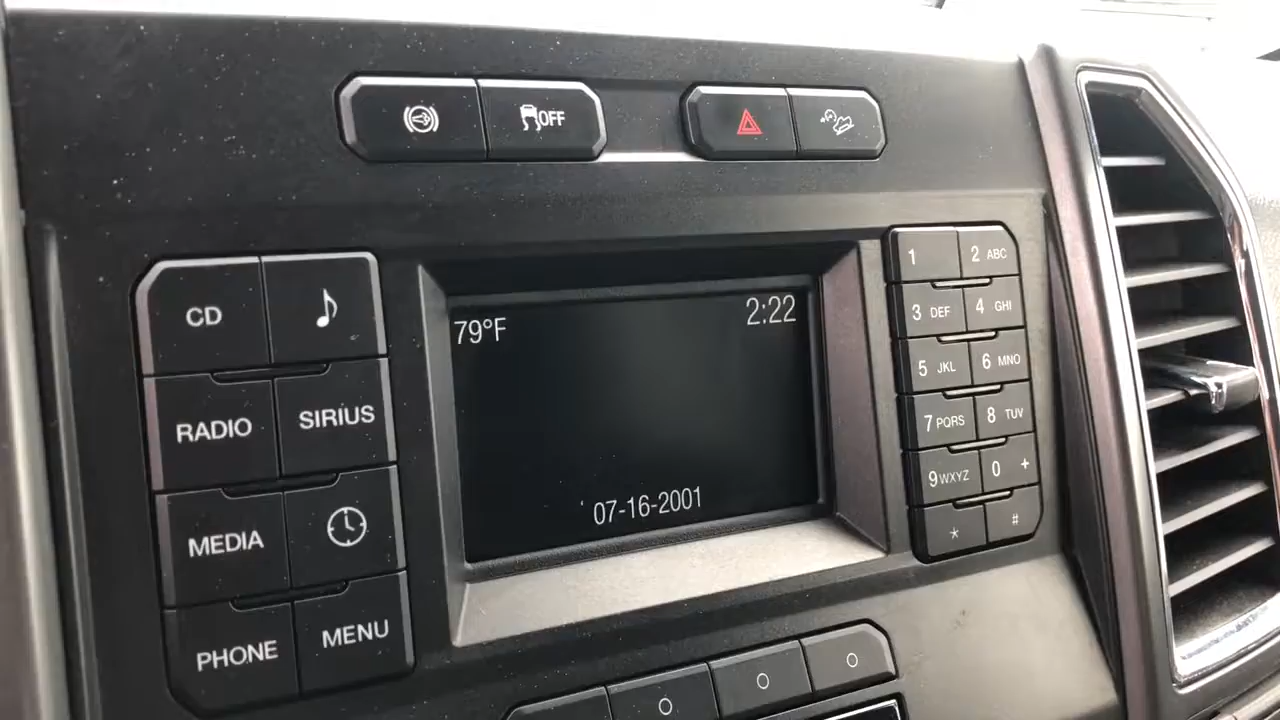 OFF
CD
RADIO
SIRIUS
MEDIA
PHONE
MENU
79°F
2:22
07-16-2001
1
2 ABC
3 DEF
4 GHI
5 JKL
6 MNO
7 PQRS
8 TUV
9 WXYZ
0 +
*
#